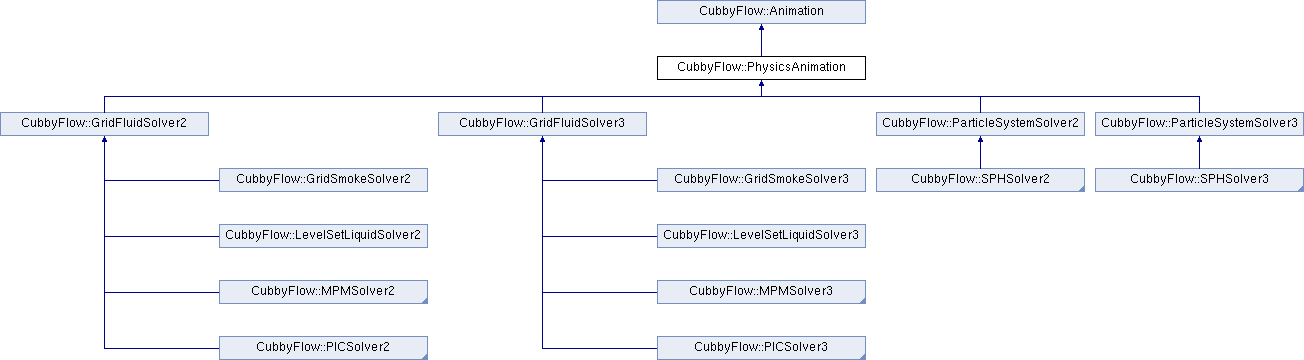 CubbyFlow::Animation
CubbyFlow::PhysicsAnimation
CubbyFlow::GridFluidSolver2
CubbyFlow::GridFluidSolver3
CubbyFlow::ParticleSystemSolver2
CubbyFlow::ParticleSystemSolver3
CubbyFlow::GridSmokeSolver2
CubbyFlow::GridSmokeSolver3
CubbyFlow::SPHSolver2
CubbyFlow::SPHSolver3
CubbyFlow::LevelSetLiquidSolver2
CubbyFlow::LevelSetLiquidSolver3
CubbyFlow::MPMSolver2
CubbyFlow::MPMSolver3
CubbyFlow::PICSolver2
CubbyFlow::PICSolver3